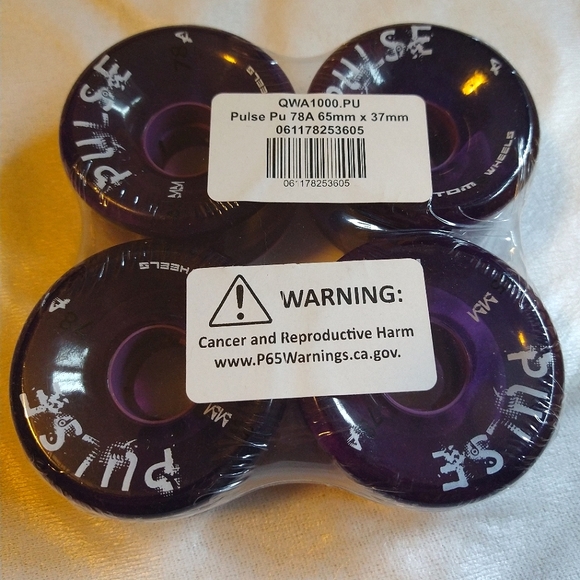 PULSE
PULSE
QWA1000.PU
Pulse Pu 78A 65mm x 37mm
061178253605
061178253605
WHEELS
WARNING:
Cancer and Reproductive Harm
www.P65Warnings.ca.gov.
PULSE
PULSE